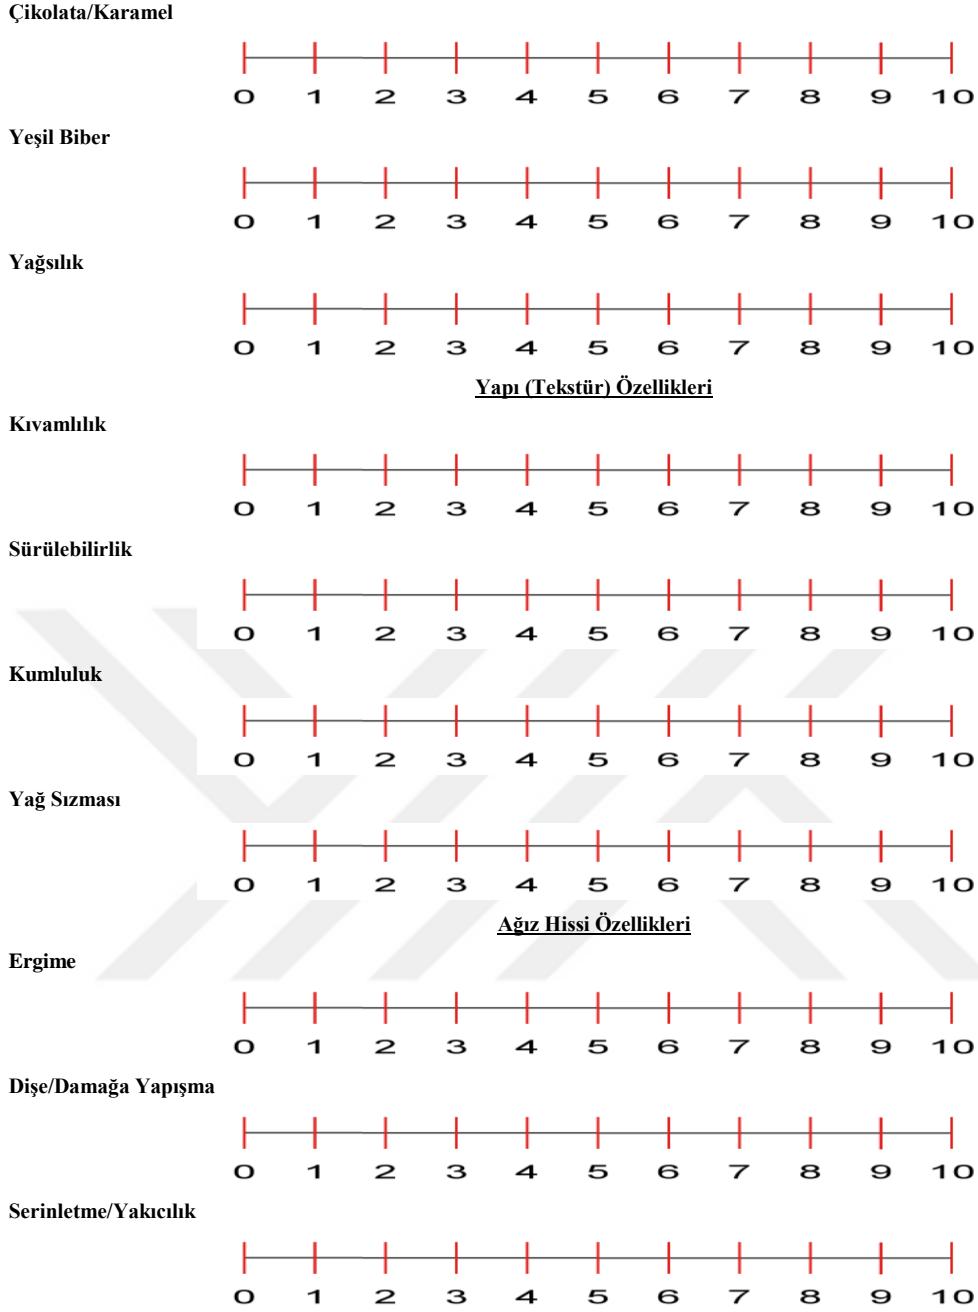 Çikolata/Karamel
0 1 2 3 4 5 6 7 8 9 10
Yeşil Biber
0 1 2 3 4 5 6 7 8 9 10
Yağsılık
0 1 2 3 4 5 6 7 8 9 10
Yapı (Tekstür) Özellikleri
Kıvamlılık
0 1 2 3 4 5 6 7 8 9 10
Sürülebilirlik
0 1 2 3 4 5 6 7 8 9 10
Kumluluk
0 1 2 3 4 5 6 7 8 9 10
Yağ Sızması
0 1 2 3 4 5 6 7 8 9 10
Ağız Hissi Özellikleri
Ergime
0 1 2 3 4 5 6 7 8 9 10
Dişe/Damağa Yapışma
0 1 2 3 4 5 6 7 8 9 10
Serinletme/Yakıcılık
0 1 2 3 4 5 6 7 8 9 10